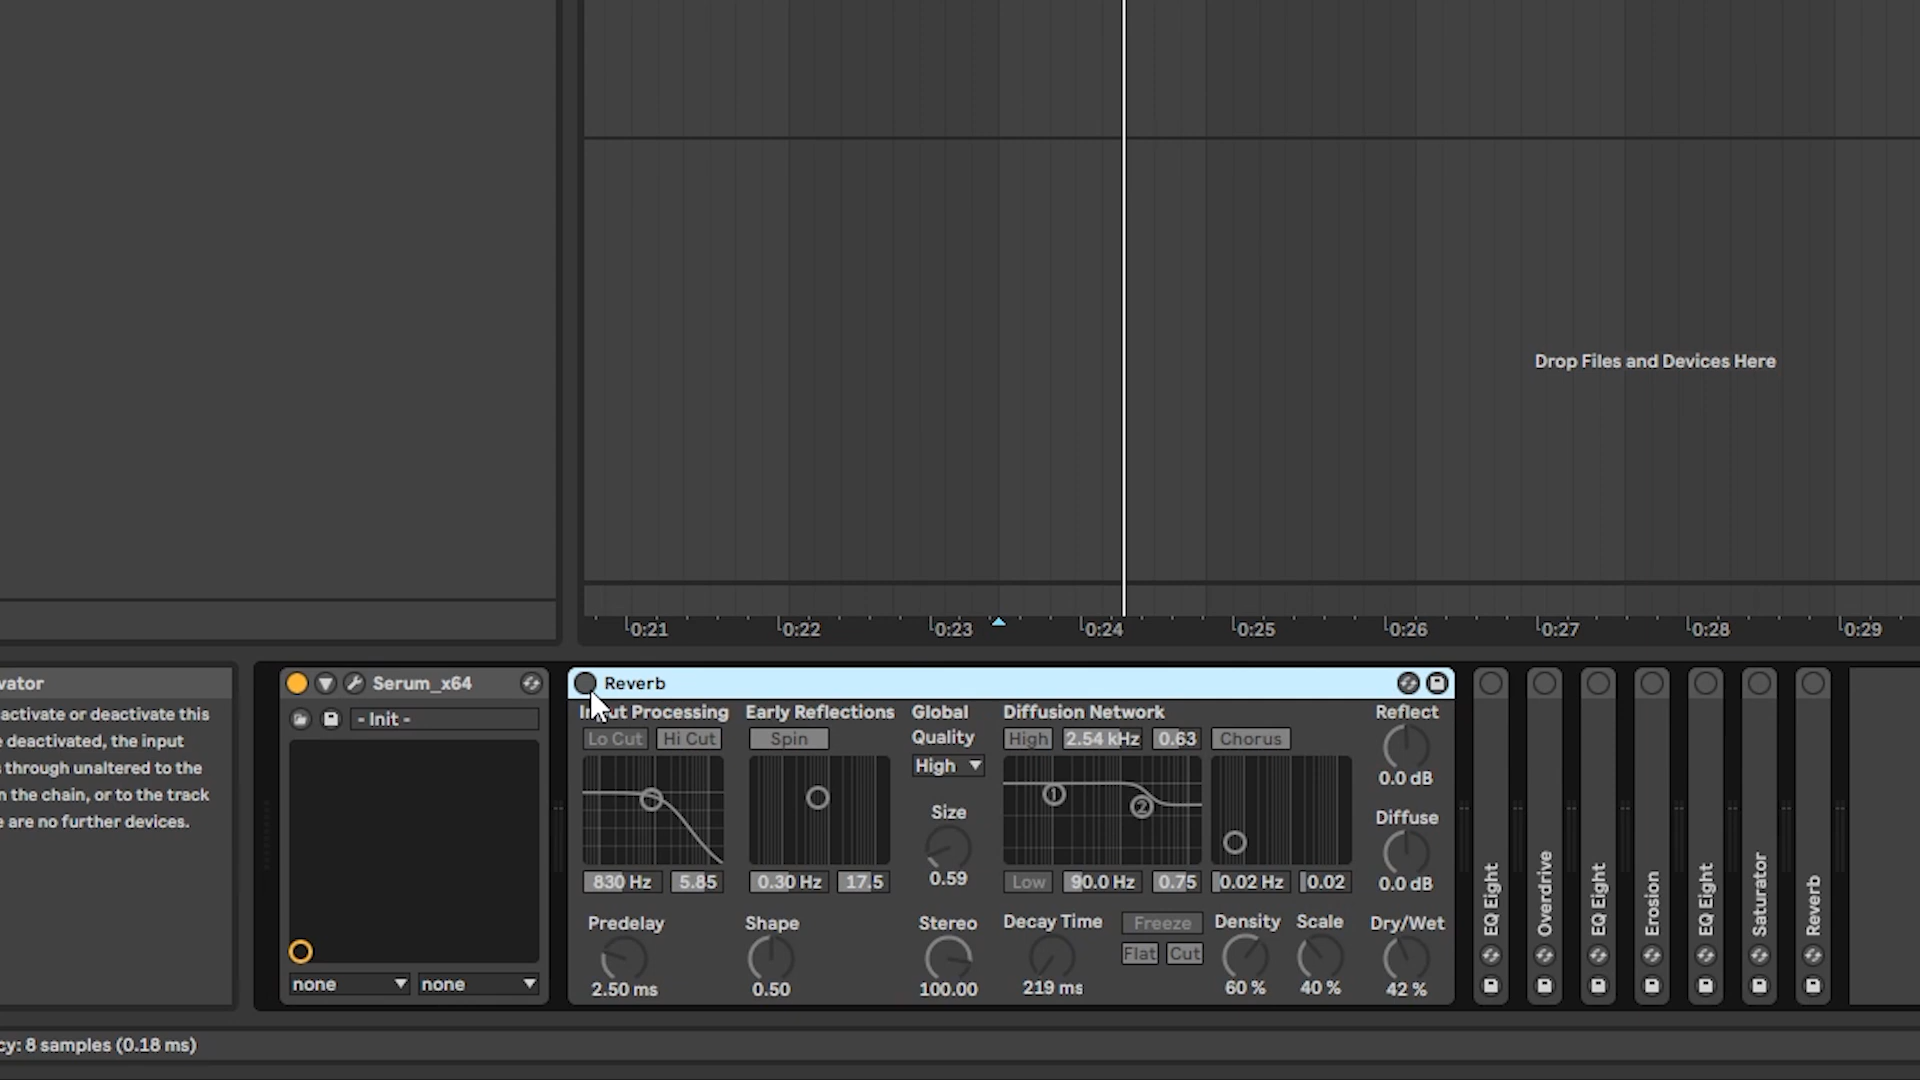 Drop Files and Devices Here
0:21 0:22 0:23 0:24 0:25 0:26 0:27 0:28 0:29
vator
activate or deactivate this
e deactivated, the input
s through unaltered to the
n the chain, or to the track
e are no further devices.
Serum_x64
- Init -
none none
Reverb
Input Processing Early Reflections Global Diffusion Network Reflect
Lo Cut Hi Cut Spin Quality High 2.54 kHz 0.63 Chorus
High
0.0 dB
1 2
Size Diffuse
830 Hz 5.85 0.30 Hz 17.5 0.59 Low 90.0 Hz 0.75 0.02 Hz 0.02 0.0 dB
Predelay Shape Stereo Decay Time Freeze Density Scale Dry/Wet
Flat Cut
2.50 ms 0.50 100.00 219 ms 60 % 40 % 42 %
EQ Eight
Overdrive
EQ Eight
Erosion
EQ Eight
Saturator
Reverb
cy: 8 samples (0.18 ms)